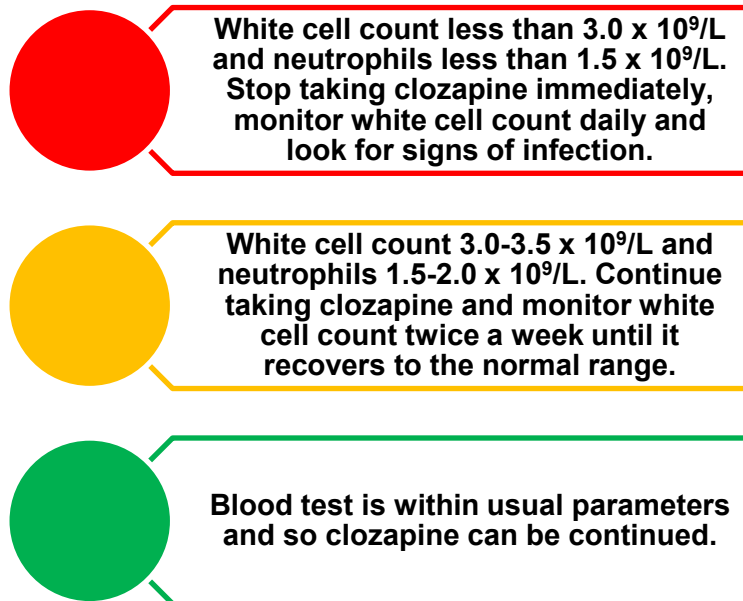 White cell count less than 3.0 x 10⁹/L
and neutrophils less than 1.5 x 10⁹/L.
Stop taking clozapine immediately,
monitor white cell count daily and
look for signs of infection.
White cell count 3.0-3.5 x 10⁹/L and
neutrophils 1.5-2.0 x 10⁹/L. Continue
taking clozapine and monitor white
cell count twice a week until it
recovers to the normal range.
Blood test is within usual parameters
and so clozapine can be continued.